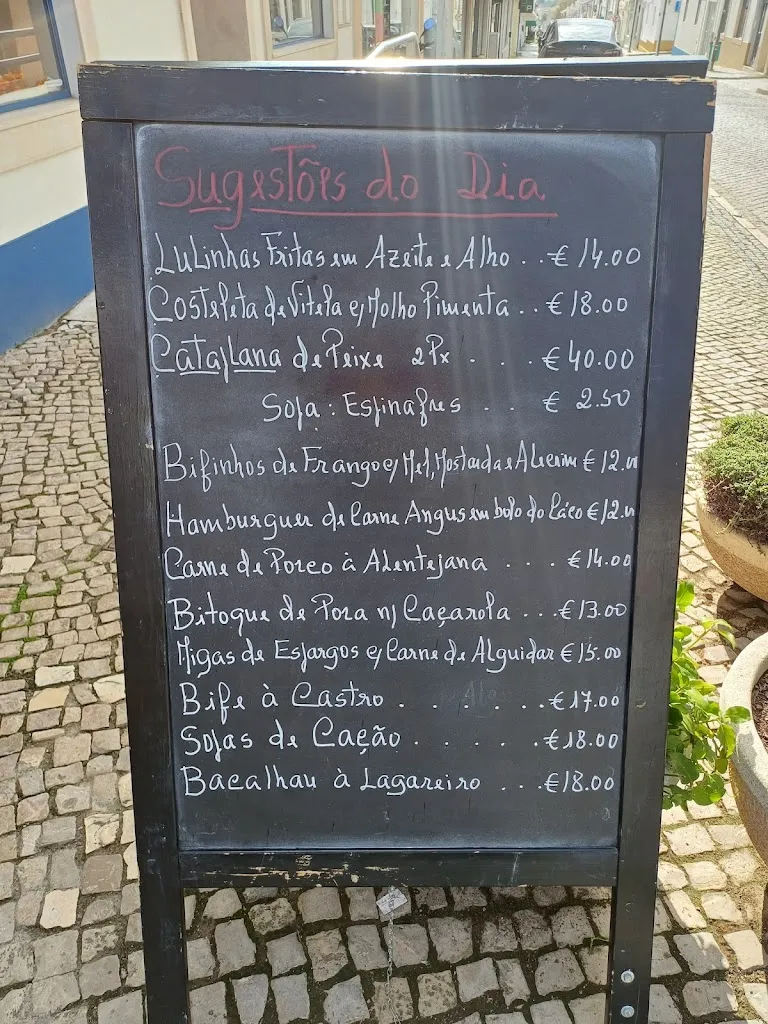 Sugestões do Dia
Lulinhas Fritas em Azeite e Alho . . € 14.00
Costeleta de Vitela c/ Molho Pimenta . . € 18.00
Cataplana de Peixe 2 Px . . . € 40.00
Sopa : Espinafres . . € 2.50
Bifinhos de Frango c/ Mel, Mostarda e Alecrim € 12.00
Hamburguer de Carne Angus em bolo do Caco € 12.00
Carne de Porco à Alentejana . . . € 14.00
Bitoque de Pora n/ Caçarola . . . € 13.00
Migas de Espargos c/ Carne de Alguidar € 15.00
Bife à Castro . . . . . € 17.00
Sopas de Cação . . . . . € 18.00
Bacalhau à Lagareiro . . . € 18.00